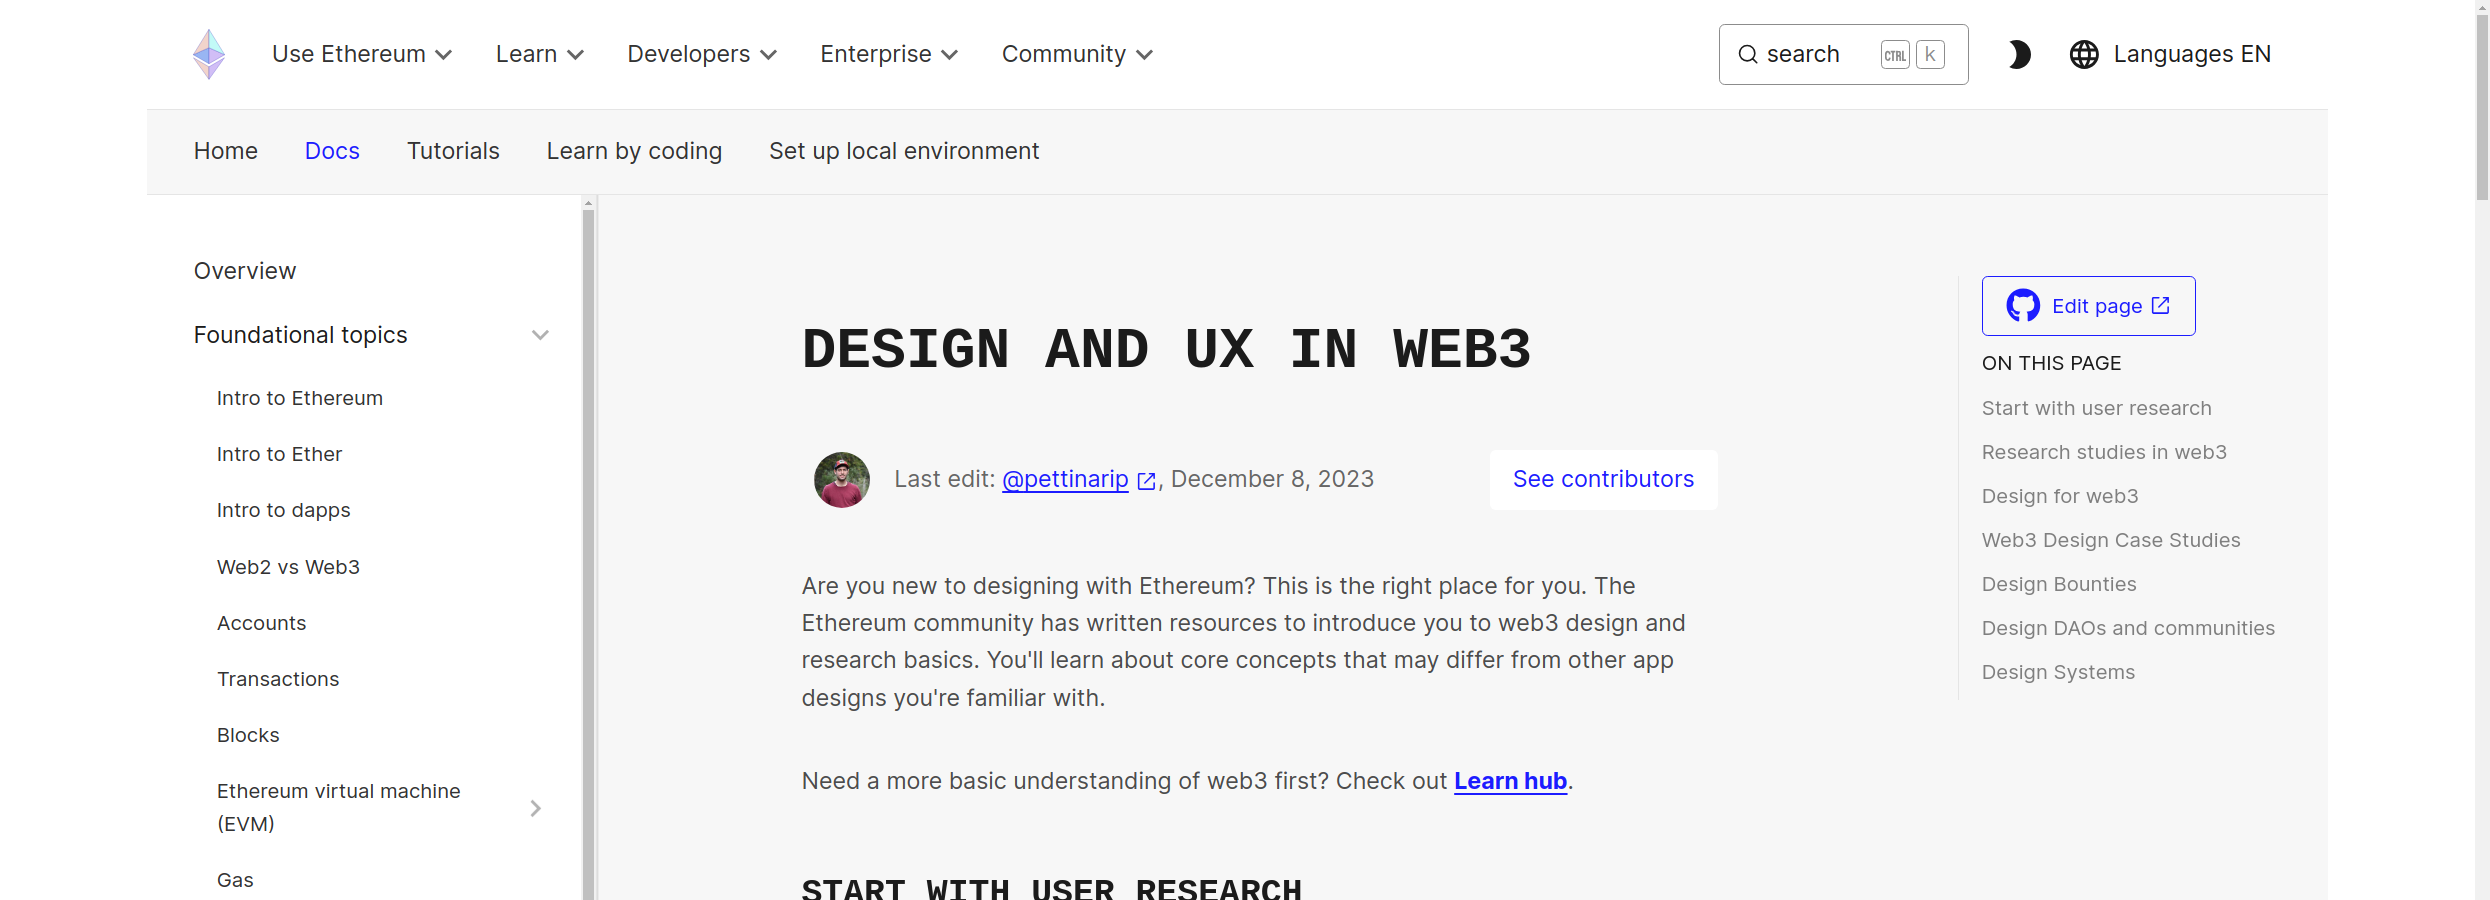 Use Ethereum Learn Developers Enterprise Community search CTRL k Languages EN
Home Docs Tutorials Learn by coding Set up local environment
Overview
Foundational topics
Intro to Ethereum
Intro to Ether
Intro to dapps
Web2 vs Web3
Accounts
Transactions
Blocks
Ethereum virtual machine
(EVM)
Gas
DESIGN AND UX IN WEB3
Last edit: @pettinarip , December 8, 2023
See contributors
Are you new to designing with Ethereum? This is the right place for you. The
Ethereum community has written resources to introduce you to web3 design and
research basics. You'll learn about core concepts that may differ from other app
designs you're familiar with.
Need a more basic understanding of web3 first? Check out Learn hub.
START WITH USER RESEARCH
Edit page
ON THIS PAGE
Start with user research
Research studies in web3
Design for web3
Web3 Design Case Studies
Design Bounties
Design DAOs and communities
Design Systems